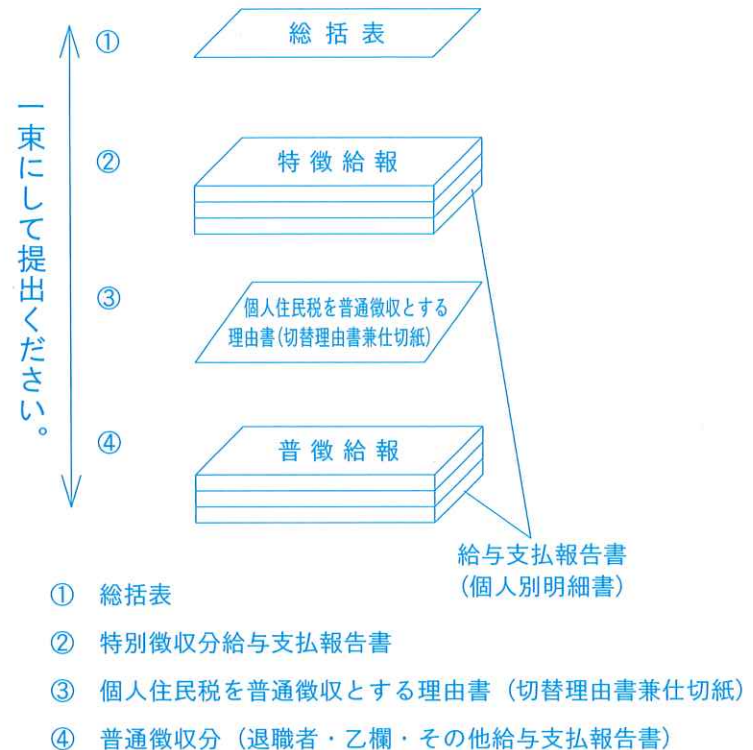 ① 総括表
一束にして提出ください。
② 特徴給報
③ 個人住民税を普通徴収とする
理由書(切替理由書兼仕切紙)
④ 普徴給報
給与支払報告書
(個人別明細書)
① 総括表
② 特別徴収分給与支払報告書
③ 個人住民税を普通徴収とする理由書（切替理由書兼仕切紙）
④ 普通徴収分（退職者・乙欄・その他給与支払報告書）